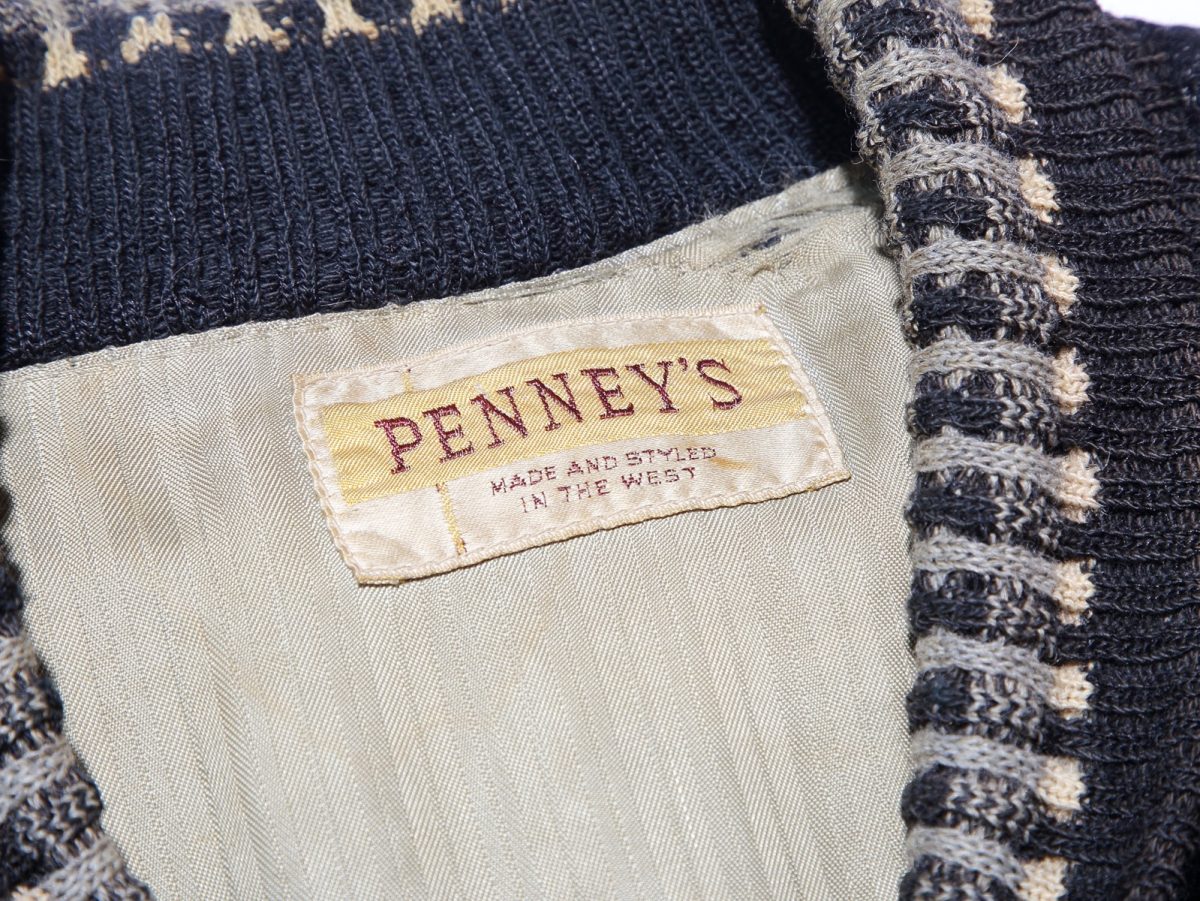 PENNEY'S
MADE AND STYLED
IN THE WEST